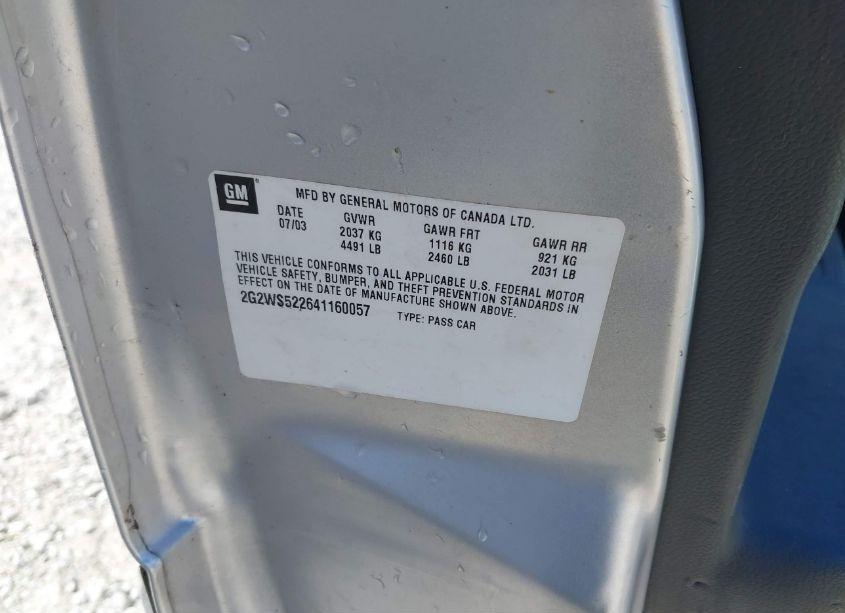 GM
MFD BY GENERAL MOTORS OF CANADA LTD.
DATE GVWR GAWR FRT GAWR RR
07/03 2037 KG 1116 KG 921 KG
4491 LB 2460 LB 2031 LB
THIS VEHICLE CONFORMS TO ALL APPLICABLE U.S. FEDERAL MOTOR
VEHICLE SAFETY, BUMPER, AND THEFT PREVENTION STANDARDS IN
EFFECT ON THE DATE OF MANUFACTURE SHOWN ABOVE.
2G2WS522641160057 TYPE: PASS CAR